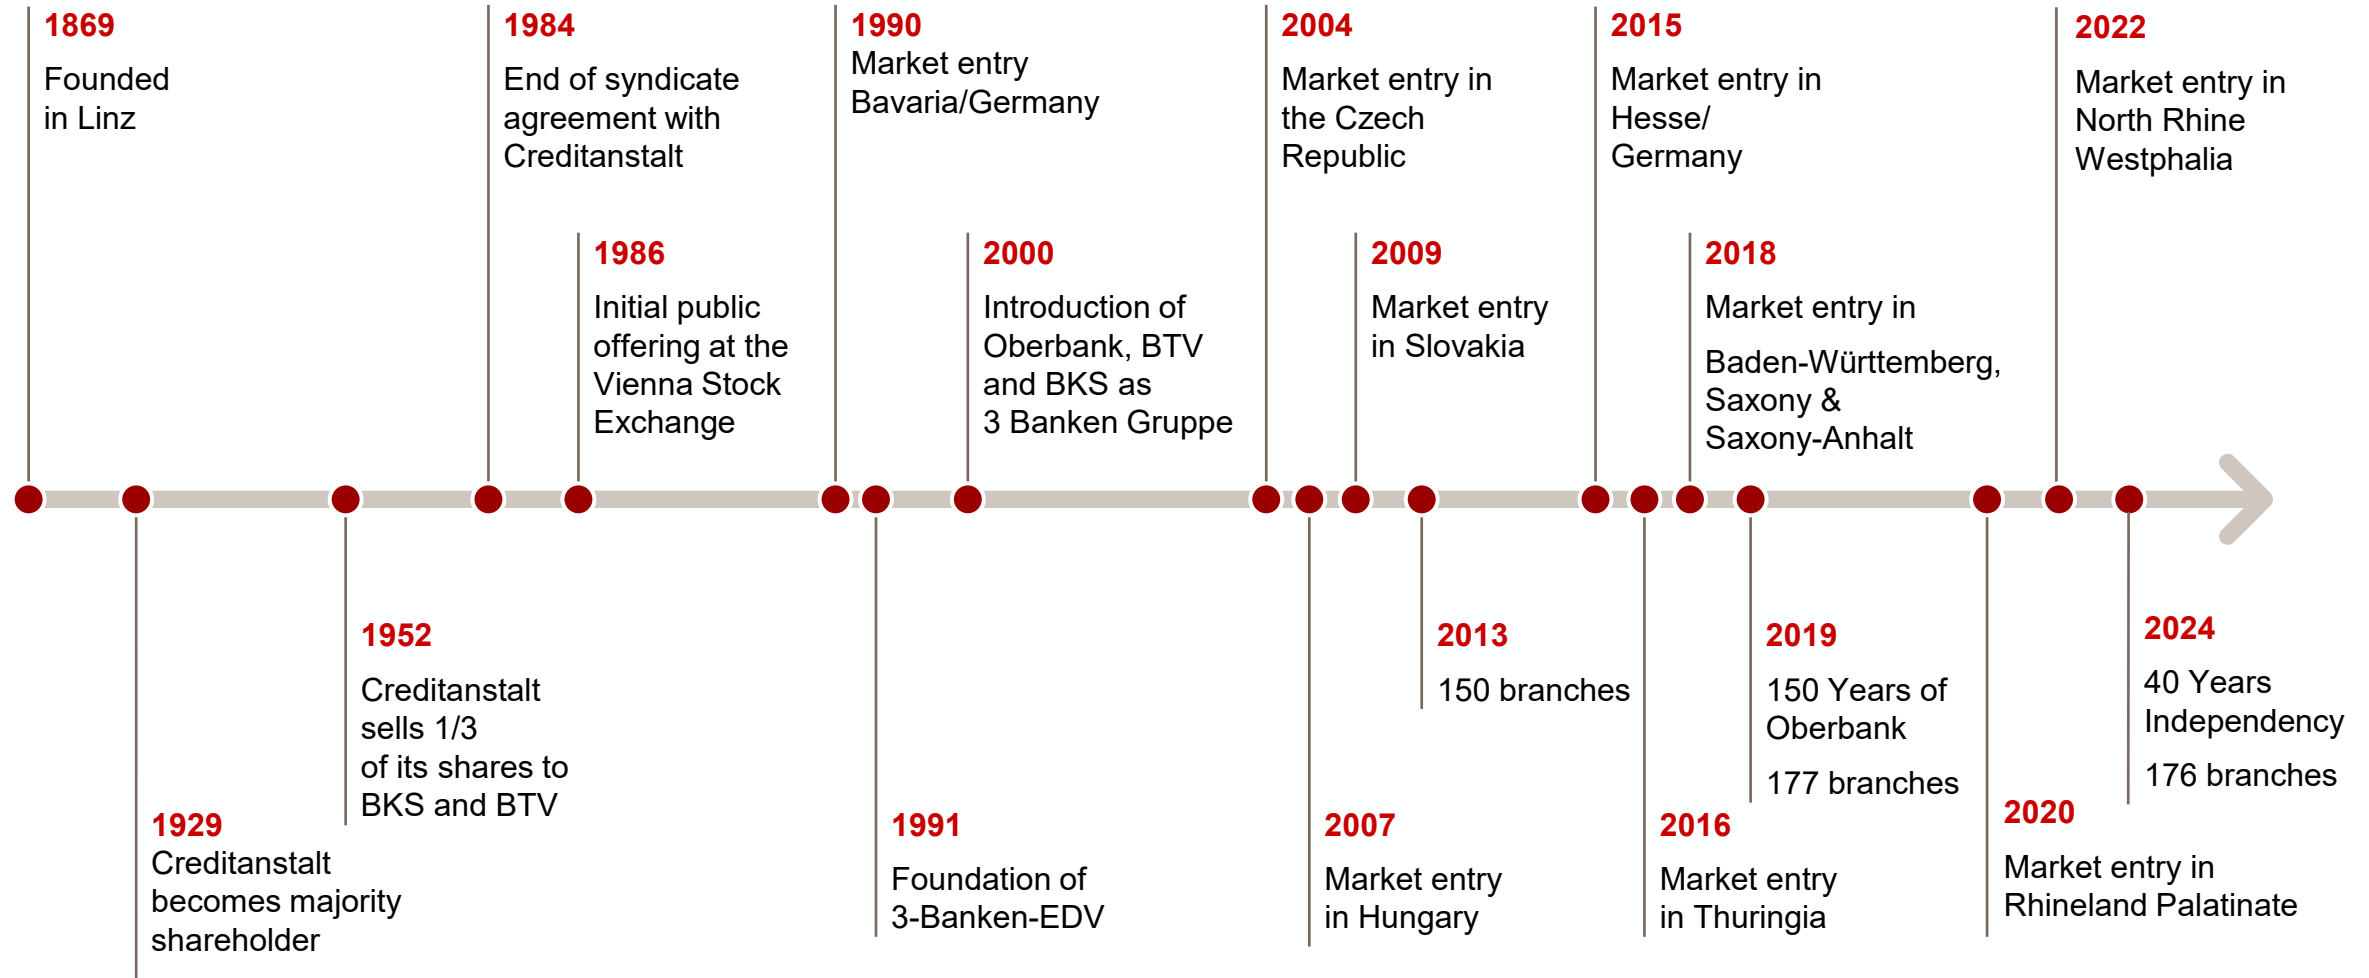 1869
Founded
in Linz
1984
End of syndicate
agreement with
Creditanstalt
1990
Market entry
Bavaria/Germany
2004
Market entry in
the Czech
Republic
2015
Market entry in
Hesse/
Germany
2022
Market entry in
North Rhine
Westphalia
1986
Initial public
offering at the
Vienna Stock
Exchange
2000
Introduction of
Oberbank, BTV
and BKS as
3 Banken Gruppe
2009
Market entry
in Slovakia
2018
Market entry in
Baden-Württemberg,
Saxony &
Saxony-Anhalt
1952
Creditanstalt
sells 1/3
of its shares to
BKS and BTV
2013
150 branches
2019
150 Years of
Oberbank
177 branches
2024
40 Years
Independency
176 branches
1929
Creditanstalt
becomes majority
shareholder
1991
Foundation of
3-Banken-EDV
2007
Market entry
in Hungary
2016
Market entry
in Thuringia
2020
Market entry in
Rhineland Palatinate